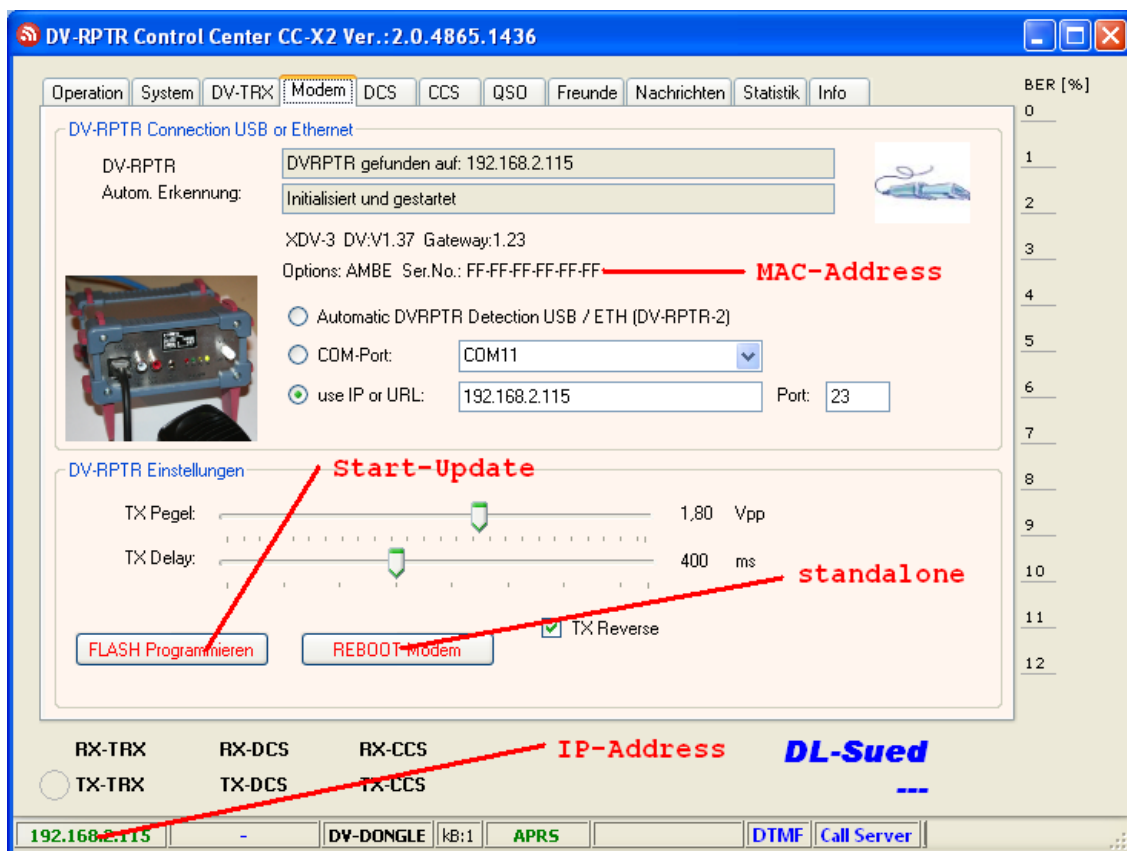 DV-RPTR Control Center CC-X2 Ver.:2.0.4865.1436
Operation System DV-TRX Modem DCS CCS QSO Freunde Nachrichten Statistik Info
BER [%]
0
1
2
3
4
5
6
7
8
9
10
11
12
DV-RPTR Connection USB or Ethernet
DV-RPTR DVRPTR gefunden auf: 192.168.2.115
Autom. Erkennung: Initialisiert und gestartet
XDV-3 DV:V1.37 Gateway:1.23
Options: AMBE Ser.No.: FF-FF-FF-FF-FF-FF MAC-Address
Automatic DVRPTR Detection USB / ETH (DV-RPTR-2)
COM-Port: COM11
use IP or URL: 192.168.2.115 Port: 23
DV-RPTR Einstellungen Start-Update
TX Pegel: 1,80 Vpp
TX Delay: 400 ms
standalone
TX Reverse
FLASH Programmieren REBOOT Modem
RX-TRX RX-DCS RX-CCS IP-Address DL-Sued
TX-TRX TX-DCS TX-CCS ---
192.168.2.115 - DV-DONGLE kB:1 APRS DTMF Call Server